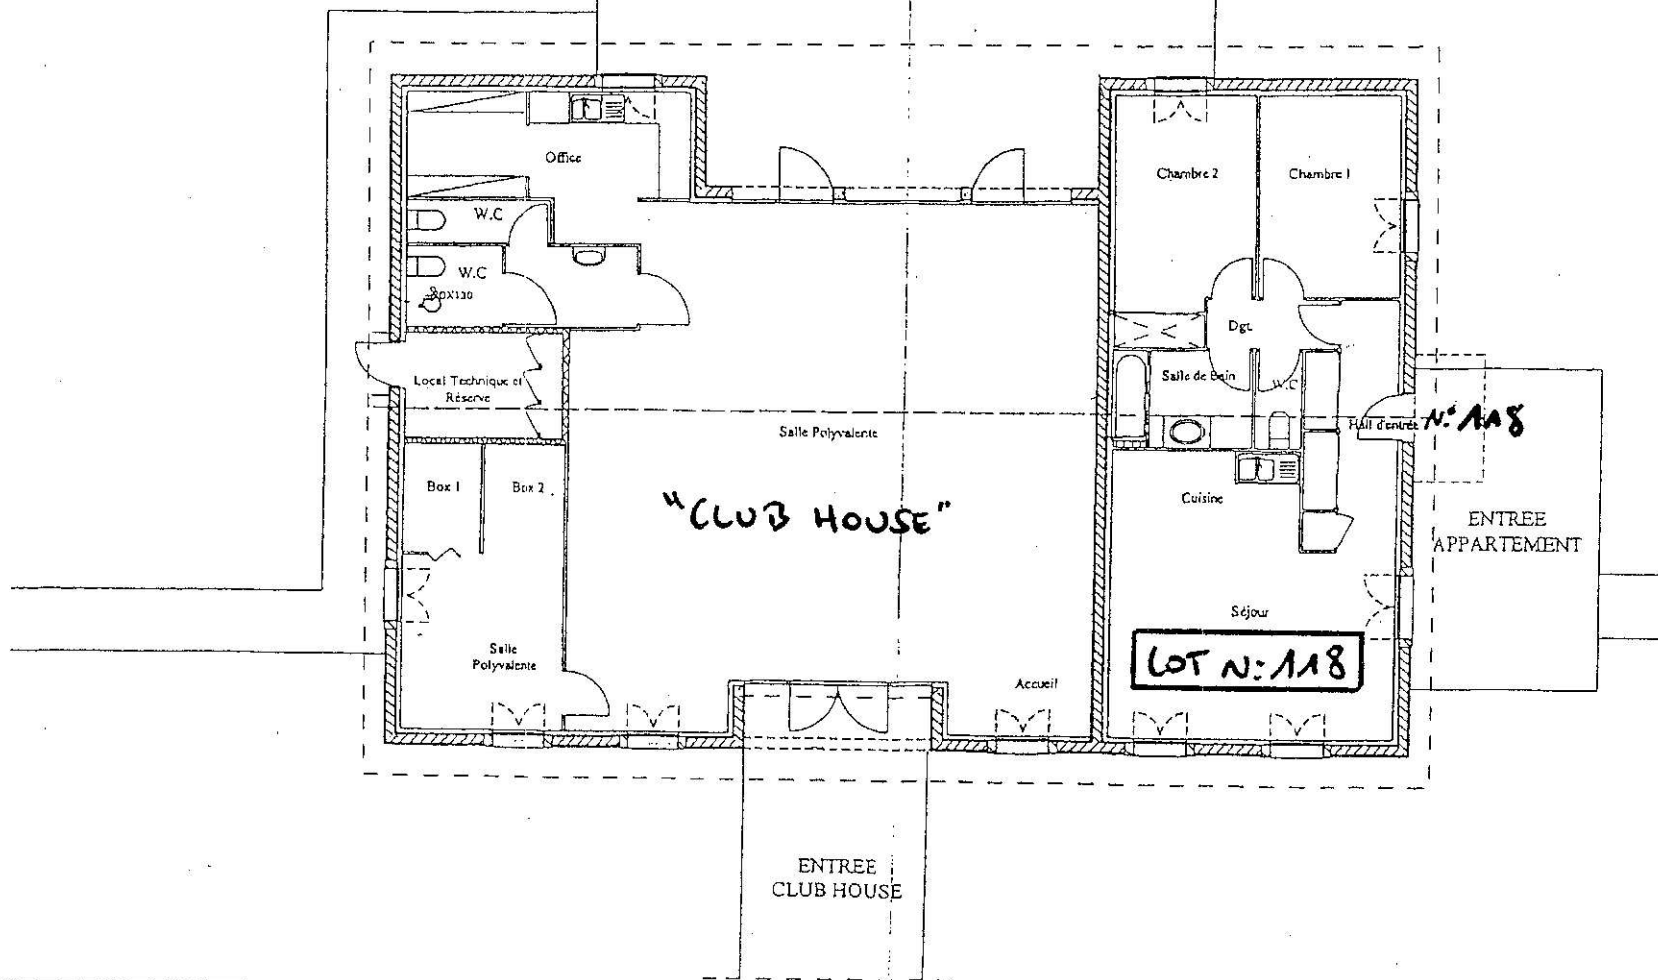 Office
Chambre 2
Chambre 1
W.C
W.C
80X130
Dgt.
Local Technique et
Réserve
Salle de Bain
W.C
Salle Polyvalente
Hall d'entrée
N: 118
Box 1
Box 2
"CLUB HOUSE"
Cuisine
ENTREE
APPARTEMENT
Séjour
Salle
Polyvalente
LOT N: 118
Accueil
ENTREE
CLUB HOUSE